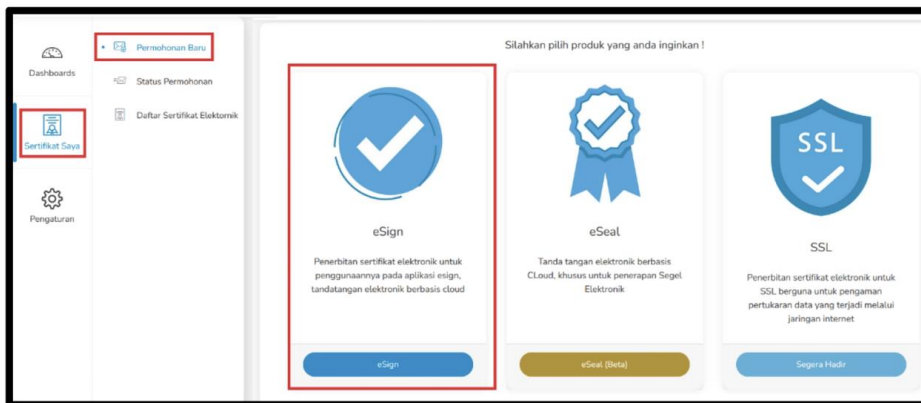 Dashboards
Sertifikat Saya
Pengaturan
Permohonan Baru
Status Permohonan
Daftar Sertifikat Elektornik
Silahkan pilih produk yang anda inginkan !
eSign
Penerbitan sertifikat elektronik untuk
penggunaannya pada aplikasi esign,
tandatangan elektronik berbasis cloud
eSign
eSeal
Tanda tangan elektronik berbasis
CLoud, khusus untuk penerapan Segel
Elektronik
eSeal (Beta)
SSL
SSL
Penerbitan sertifikat elektronik untuk
SSL berguna untuk pengaman
pertukaran data yang terjadi melalui
jaringan internet
Segera Hadir